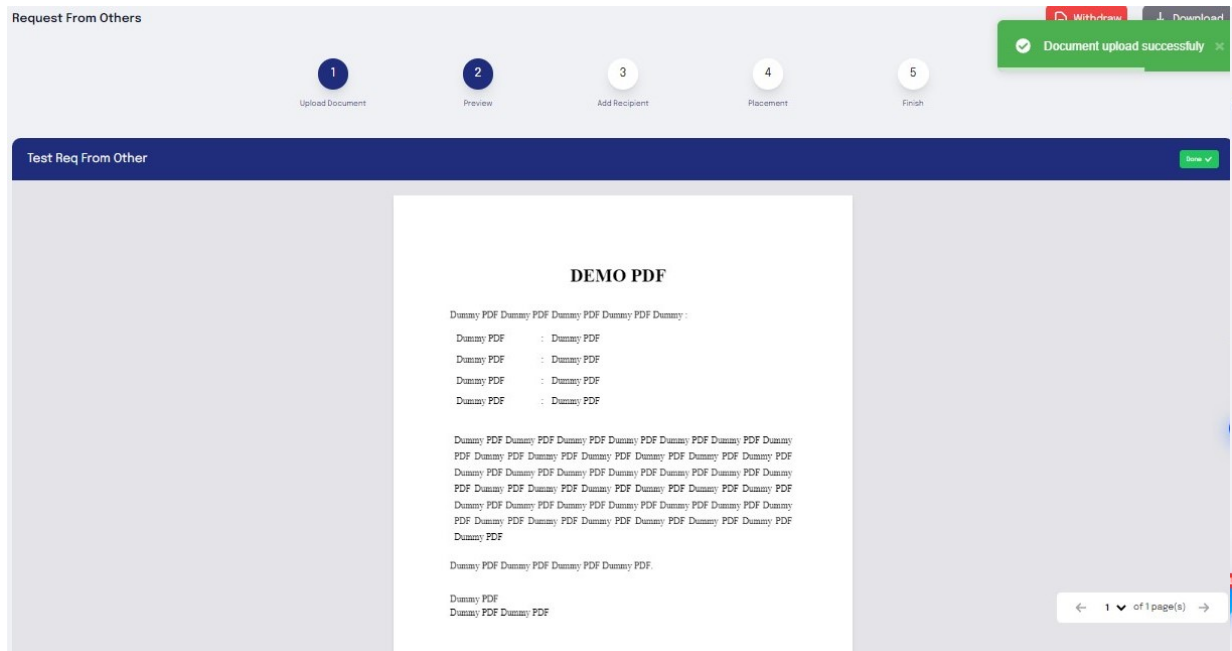 Request From Others
Withdraw
Download
Document upload successfuly ×
1
2
3
4
5
Upload Document
Preview
Add Recipient
Placement
Finish
Test Req From Other
Done
DEMO PDF
Dummy PDF Dummy PDF Dummy PDF Dummy PDF Dummy :
Dummy PDF : Dummy PDF
Dummy PDF : Dummy PDF
Dummy PDF : Dummy PDF
Dummy PDF : Dummy PDF
Dummy PDF Dummy PDF Dummy PDF Dummy PDF Dummy PDF Dummy PDF Dummy
PDF Dummy PDF Dummy PDF Dummy PDF Dummy PDF Dummy PDF Dummy PDF
Dummy PDF Dummy PDF Dummy PDF Dummy PDF Dummy PDF Dummy PDF Dummy
PDF Dummy PDF Dummy PDF Dummy PDF Dummy PDF Dummy PDF Dummy PDF
Dummy PDF Dummy PDF Dummy PDF Dummy PDF Dummy PDF Dummy PDF Dummy
PDF Dummy PDF Dummy PDF Dummy PDF Dummy PDF Dummy PDF Dummy PDF
Dummy PDF
Dummy PDF Dummy PDF Dummy PDF Dummy PDF.
Dummy PDF
Dummy PDF Dummy PDF
1 of 1 page(s)